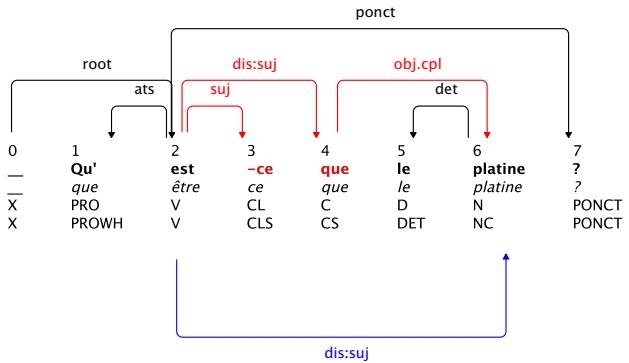 ponct
root dis:suj obj.cpl
ats suj det
0 1 2 3 4 5 6 7
__ Qu' est -ce que le platine ?
__ que être ce que le platine ?
X PRO V CL C D N PONCT
X PROWH V CLS CS DET NC PONCT
dis:suj